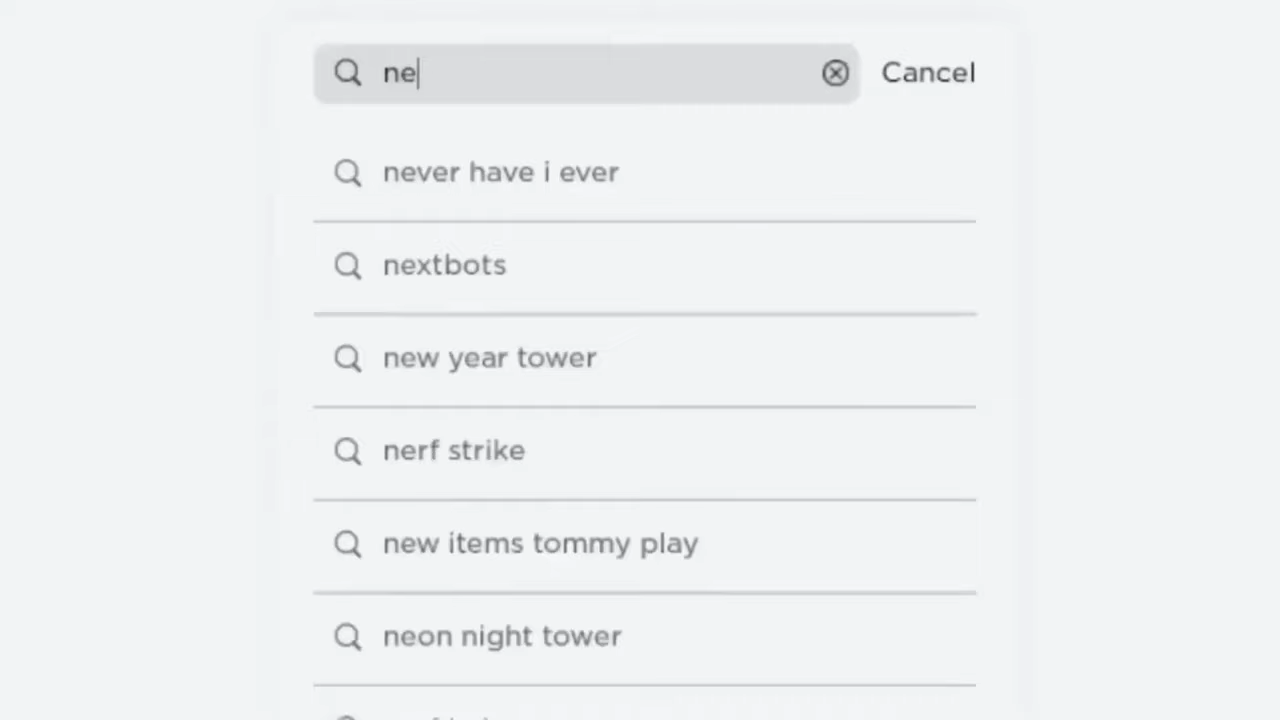 ne
Cancel
never have i ever
nextbots
new year tower
nerf strike
new items tommy play
neon night tower